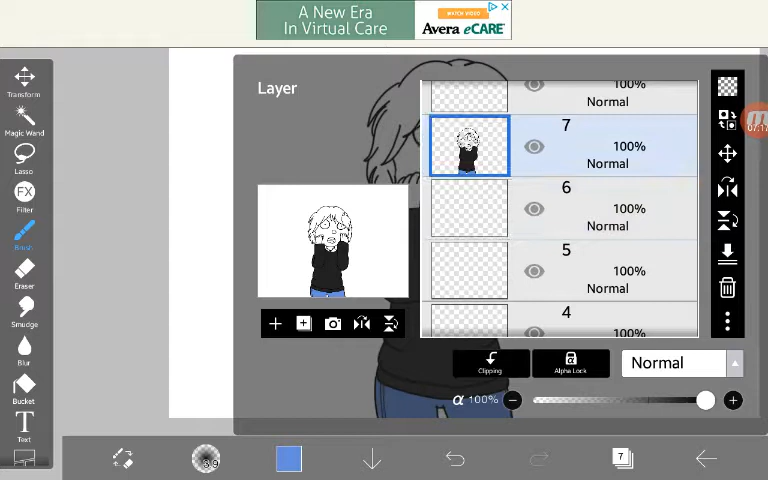 A New Era
In Virtual Care
WATCH VIDEO
Avera eCARE
Layer
Transform
Magic Wand
Lasso
FX
Filter
Brush
Eraser
Smudge
Blur
Bucket
T
Text
100%
Normal
7
100%
Normal
6
100%
Normal
5
100%
Normal
4
100%
Clipping
α
Alpha Lock
Normal
α 100%
7